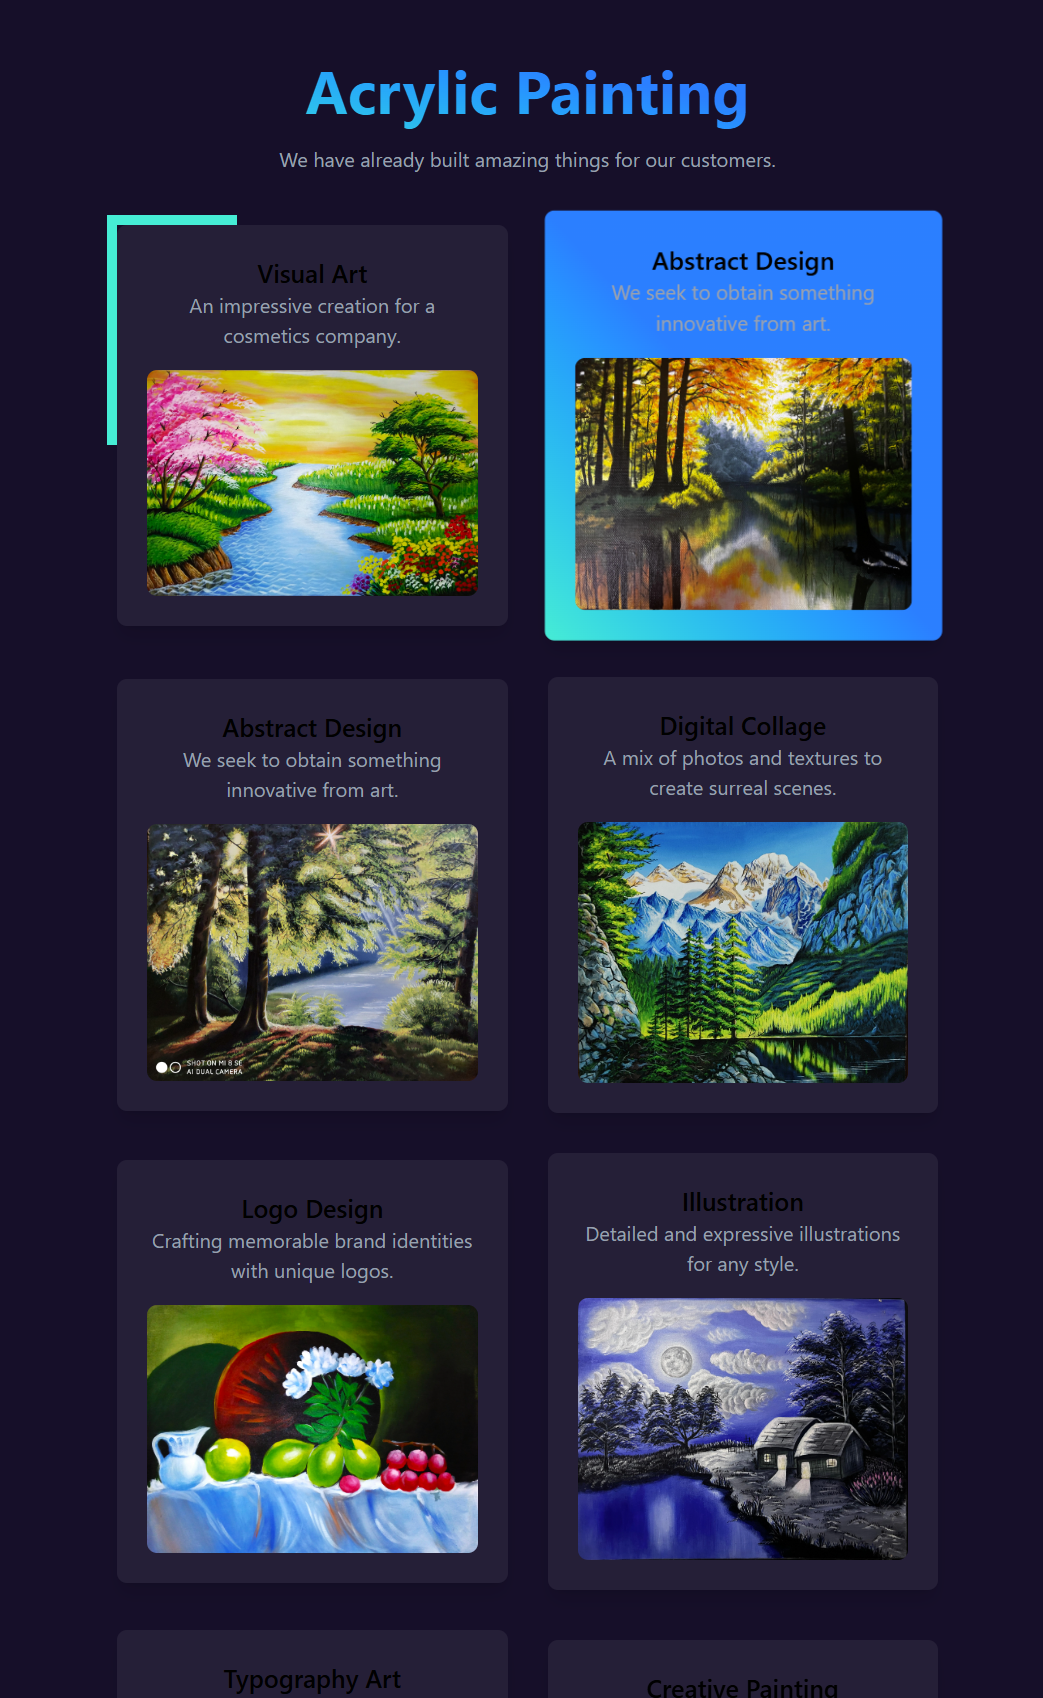 Acrylic Painting
We have already built amazing things for our customers.
Visual Art
An impressive creation for a
cosmetics company.
Abstract Design
We seek to obtain something
innovative from art.
Abstract Design
We seek to obtain something
innovative from art.
SHOT ON MI 8 SE
AI DUAL CAMERA
Digital Collage
A mix of photos and textures to
create surreal scenes.
Logo Design
Crafting memorable brand identities
with unique logos.
Illustration
Detailed and expressive illustrations
for any style.
Typography Art
Creative Painting